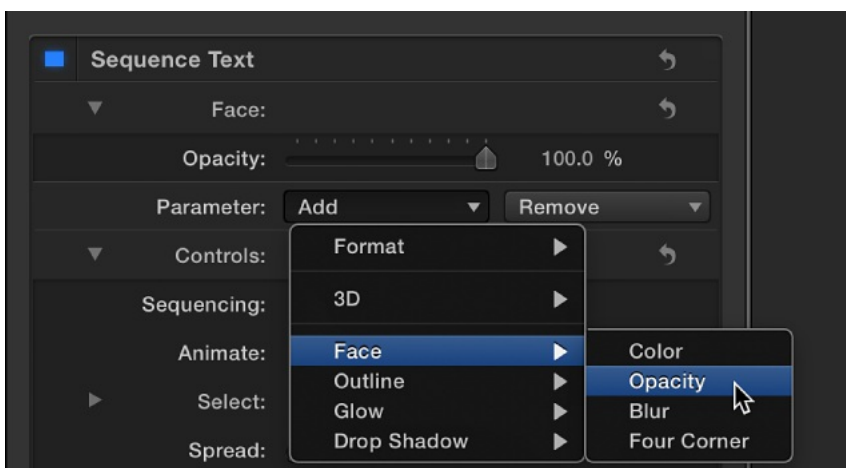 Sequence Text
Face:
Opacity: 100.0 %
Parameter: Add Remove
Format
Controls:
Sequencing: 3D
Animate: Face Color
Outline Opacity
Select: Glow Blur
Spread: Drop Shadow Four Corner